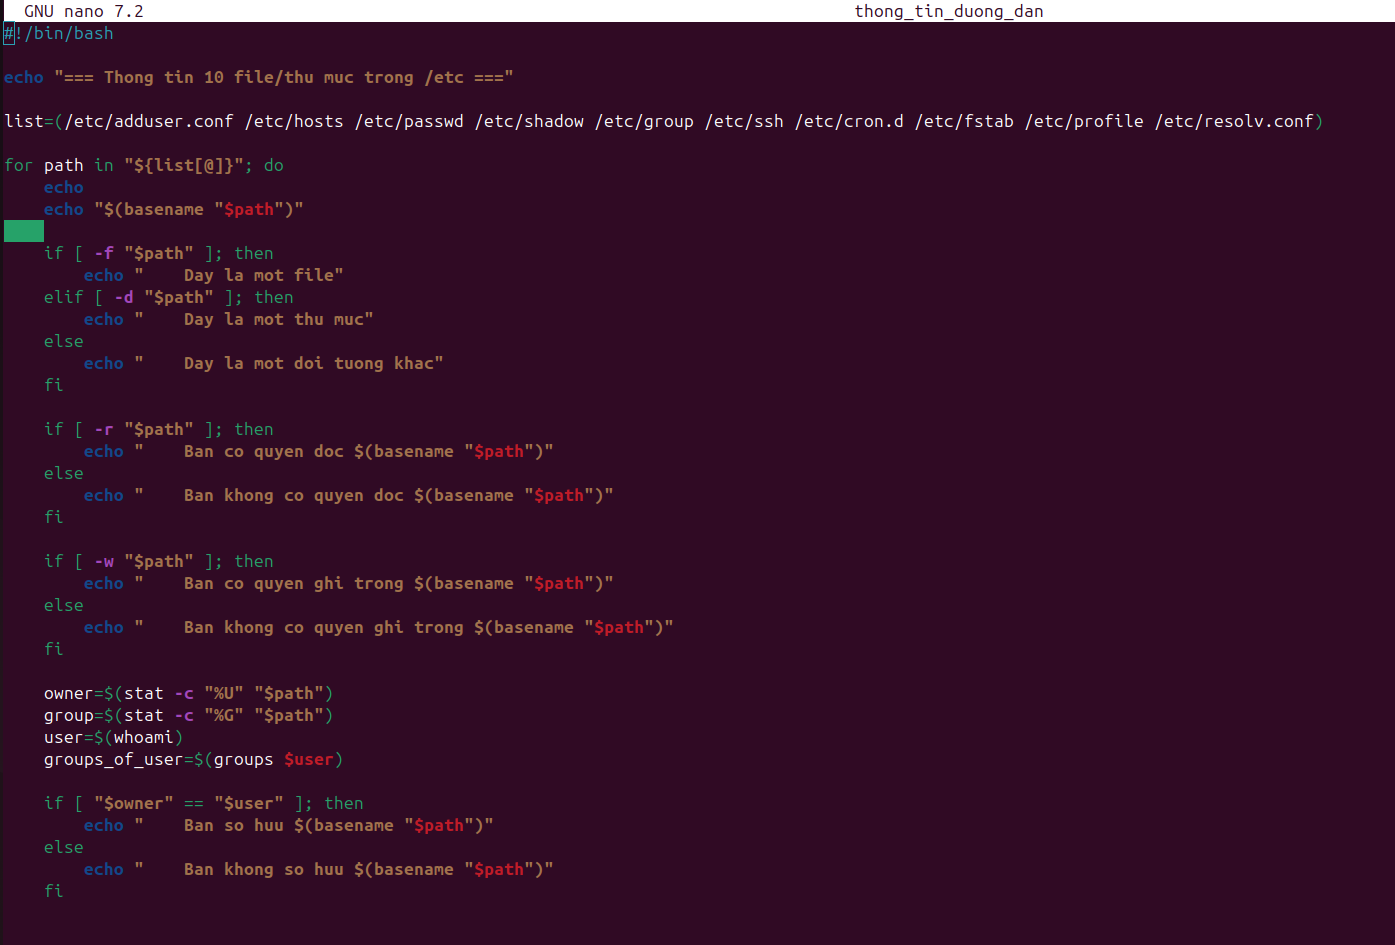 GNU nano 7.2 thong_tin_duong_dan
#!/bin/bash

echo "=== Thong tin 10 file/thu muc trong /etc ==="

list=(/etc/adduser.conf /etc/hosts /etc/passwd /etc/shadow /etc/group /etc/ssh /etc/cron.d /etc/fstab /etc/profile /etc/resolv.conf)

for path in "${list[@]}"; do
    echo
    echo "$(basename "$path")"

    if [ -f "$path" ]; then
        echo "    Day la mot file"
    elif [ -d "$path" ]; then
        echo "    Day la mot thu muc"
    else
        echo "    Day la mot doi tuong khac"
    fi

    if [ -r "$path" ]; then
        echo "    Ban co quyen doc $(basename "$path")"
    else
        echo "    Ban khong co quyen doc $(basename "$path")"
    fi

    if [ -w "$path" ]; then
        echo "    Ban co quyen ghi trong $(basename "$path")"
    else
        echo "    Ban khong co quyen ghi trong $(basename "$path")"
    fi

    owner=$(stat -c "%U" "$path")
    group=$(stat -c "%G" "$path")
    user=$(whoami)
    groups_of_user=$(groups $user)

    if [ "$owner" == "$user" ]; then
        echo "    Ban so huu $(basename "$path")"
    else
        echo "    Ban khong so huu $(basename "$path")"
    fi